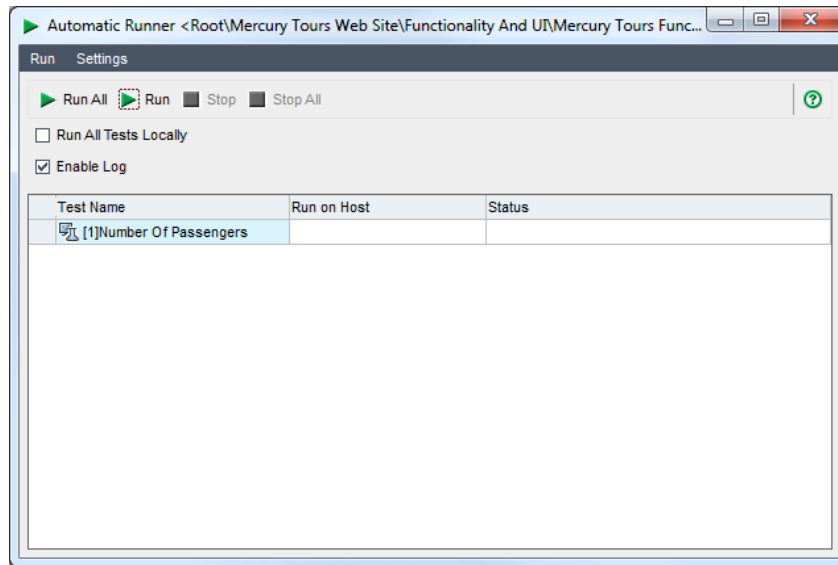 Automatic Runner <Root\Mercury Tours Web Site\Functionality And UI\Mercury Tours Func...
Run Settings
Run All Run Stop Stop All
Run All Tests Locally
Enable Log
Test Name Run on Host Status
[1]Number Of Passengers